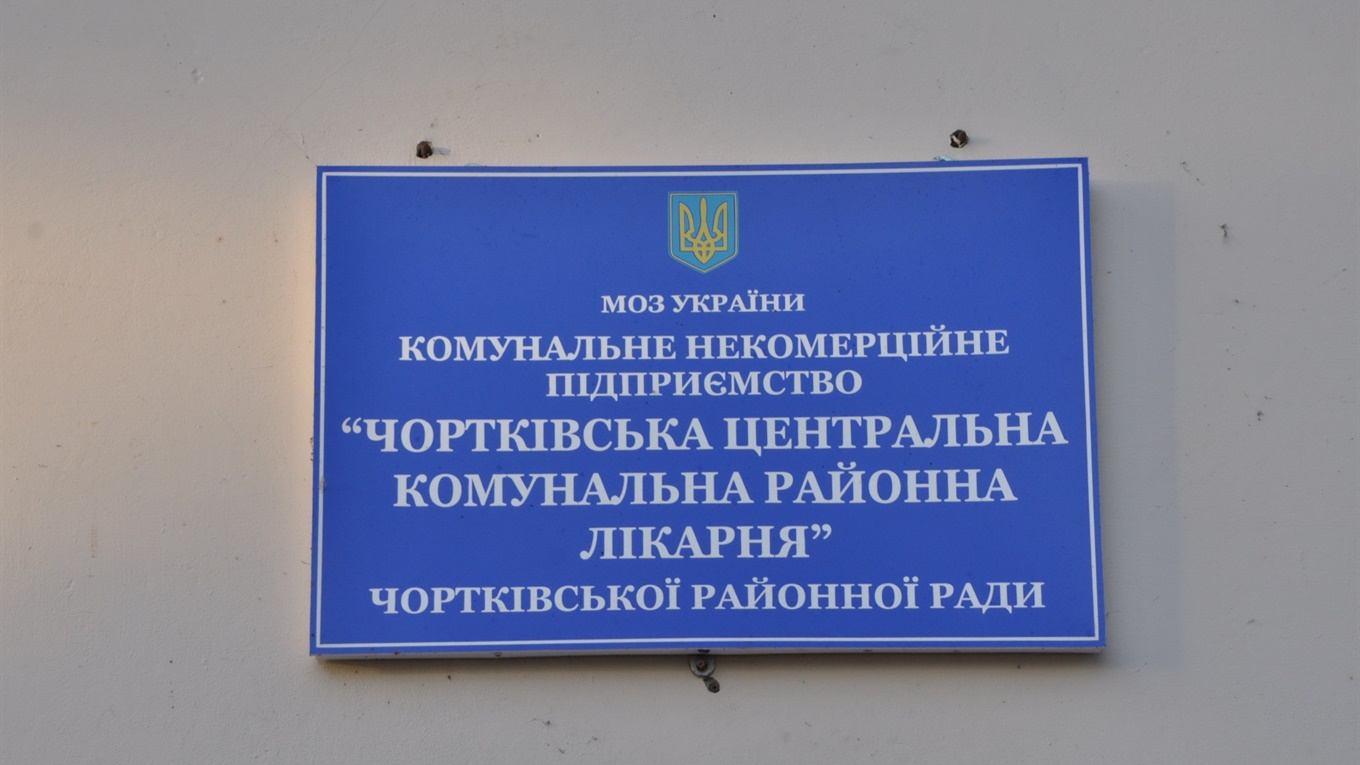 МОЗ УКРАЇНИ
КОМУНАЛЬНЕ НЕКОМЕРЦІЙНЕ
ПІДПРИЄМСТВО
“ЧОРТКІВСЬКА ЦЕНТРАЛЬНА
КОМУНАЛЬНА РАЙОННА
ЛІКАРНЯ”
ЧОРТКІВСЬКОЇ РАЙОННОЇ РАДИ